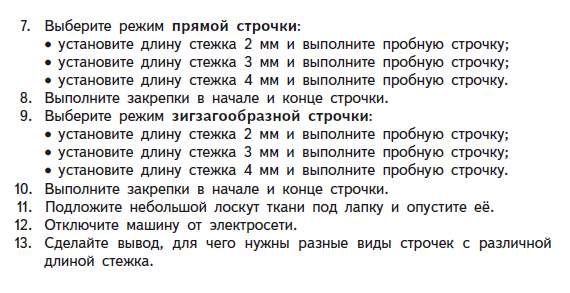 7. Выберите режим прямой строчки:
• установите длину стежка 2 мм и выполните пробную строчку;
• установите длину стежка 3 мм и выполните пробную строчку;
• установите длину стежка 4 мм и выполните пробную строчку.
8. Выполните закрепки в начале и конце строчки.
9. Выберите режим зигзагообразной строчки:
• установите длину стежка 2 мм и выполните пробную строчку;
• установите длину стежка 3 мм и выполните пробную строчку;
• установите длину стежка 4 мм и выполните пробную строчку.
10. Выполните закрепки в начале и конце строчки.
11. Подложите небольшой лоскут ткани под лапку и опустите её.
12. Отключите машину от электросети.
13. Сделайте вывод, для чего нужны разные виды строчек с различной
длиной стежка.